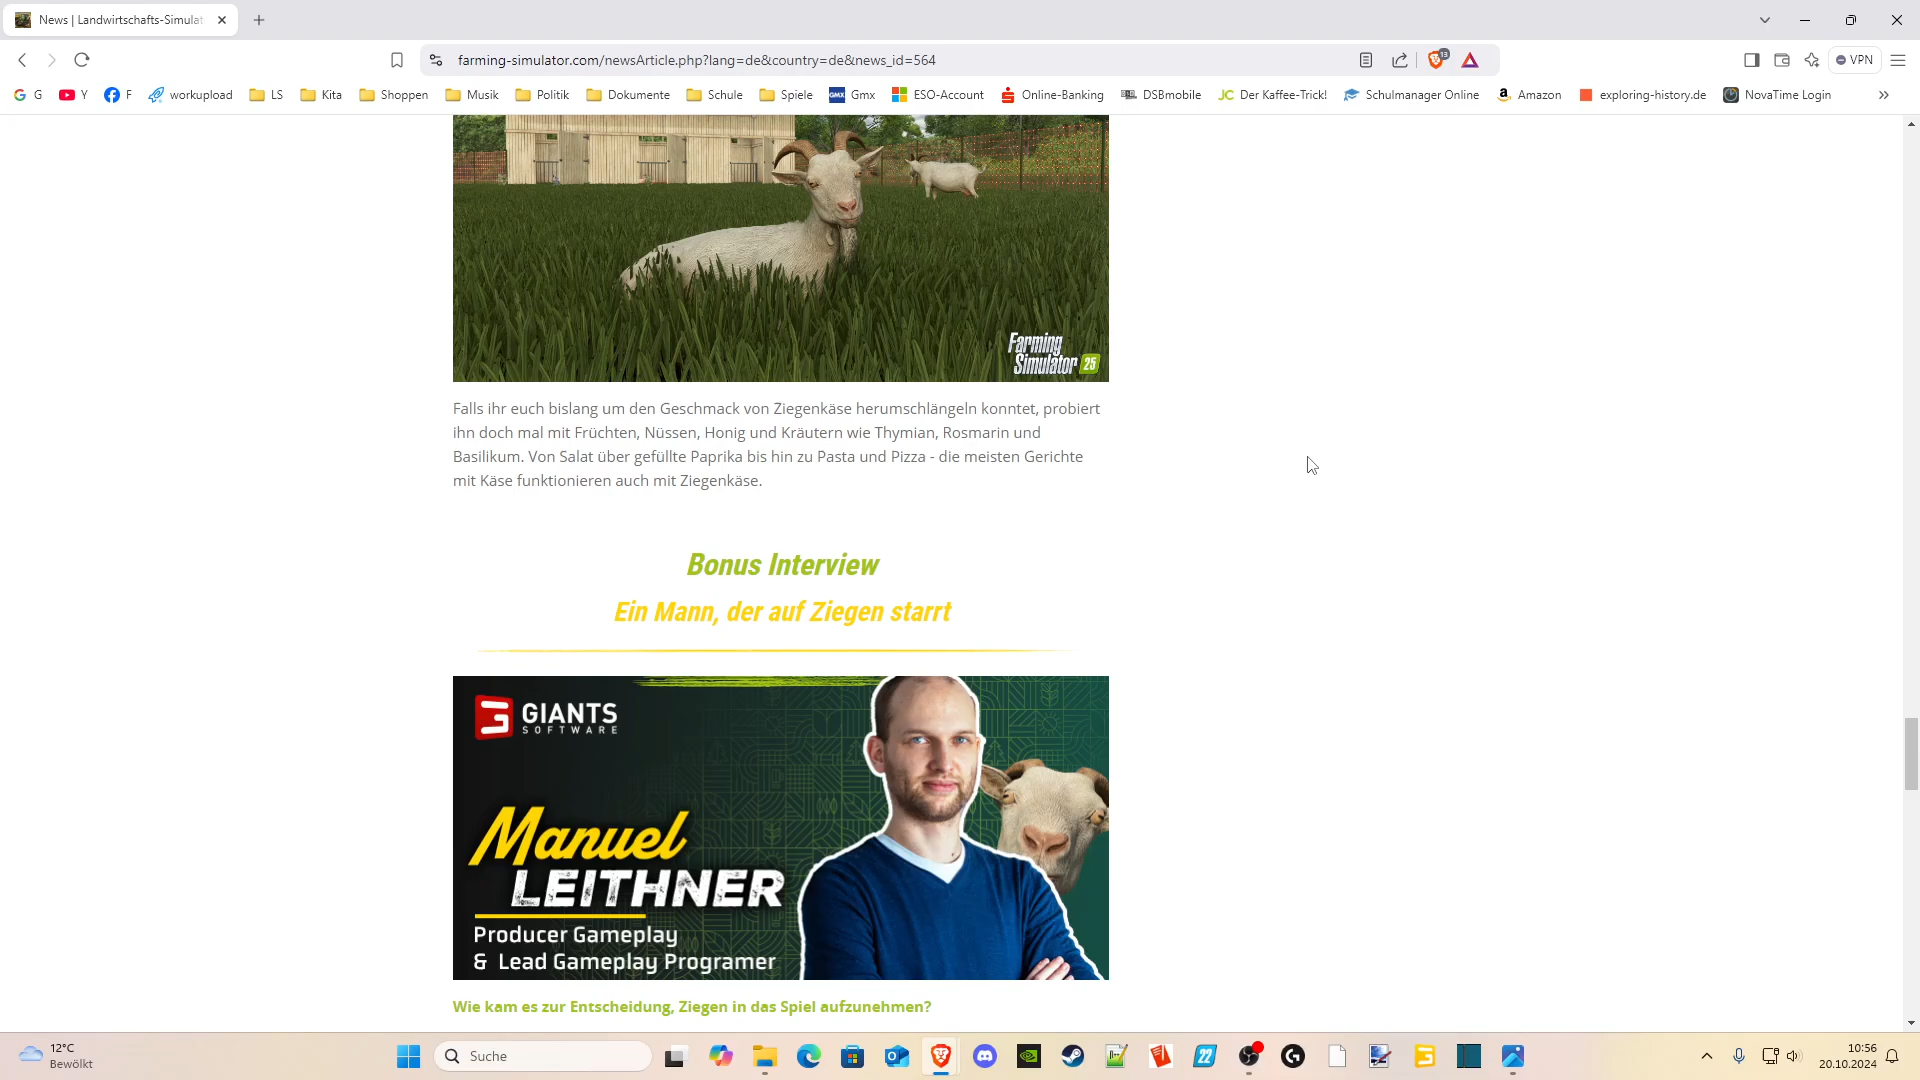 News | Landwirtschafts-Simulat
farming-simulator.com/newsArticle.php?lang=de&country=de&news_id=564
13
VPN
G
Y
F
workupload
LS
Kita
Shoppen
Musik
Politik
Dokumente
Schule
Spiele
GMX Gmx
ESO-Account
Online-Banking
DSBmobile
JC Der Kaffee-Trick!
Schulmanager Online
Amazon
exploring-history.de
NovaTime Login
Farming
Simulator 25
Falls ihr euch bislang um den Geschmack von Ziegenkäse herumschlängeln konntet, probiert
ihn doch mal mit Früchten, Nüssen, Honig und Kräutern wie Thymian, Rosmarin und
Basilikum. Von Salat über gefüllte Paprika bis hin zu Pasta und Pizza - die meisten Gerichte
mit Käse funktionieren auch mit Ziegenkäse.
Bonus Interview
Ein Mann, der auf Ziegen starrt
GIANTS
SOFTWARE
Manuel
LEITHNER
Producer Gameplay
& Lead Gameplay Programer
Wie kam es zur Entscheidung, Ziegen in das Spiel aufzunehmen?
12°C
Bewölkt
Suche
22
10:56
20.10.2024